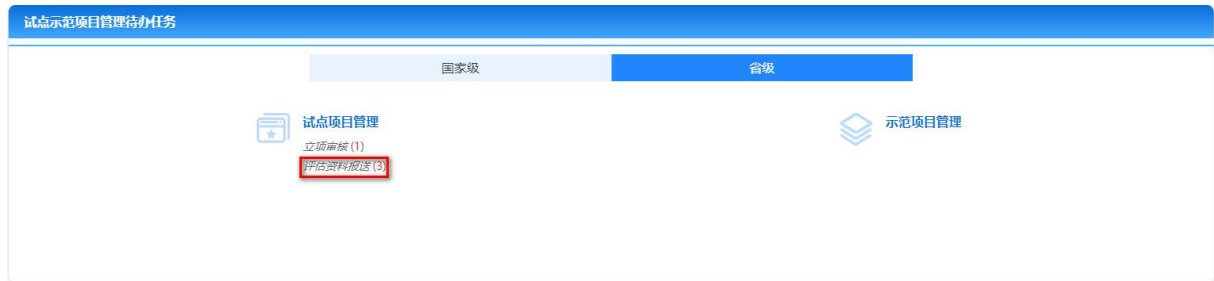 试点示范项目管理待办任务
国家级
省级
试点项目管理
示范项目管理
立项审核(1)
评估资料报送(3)